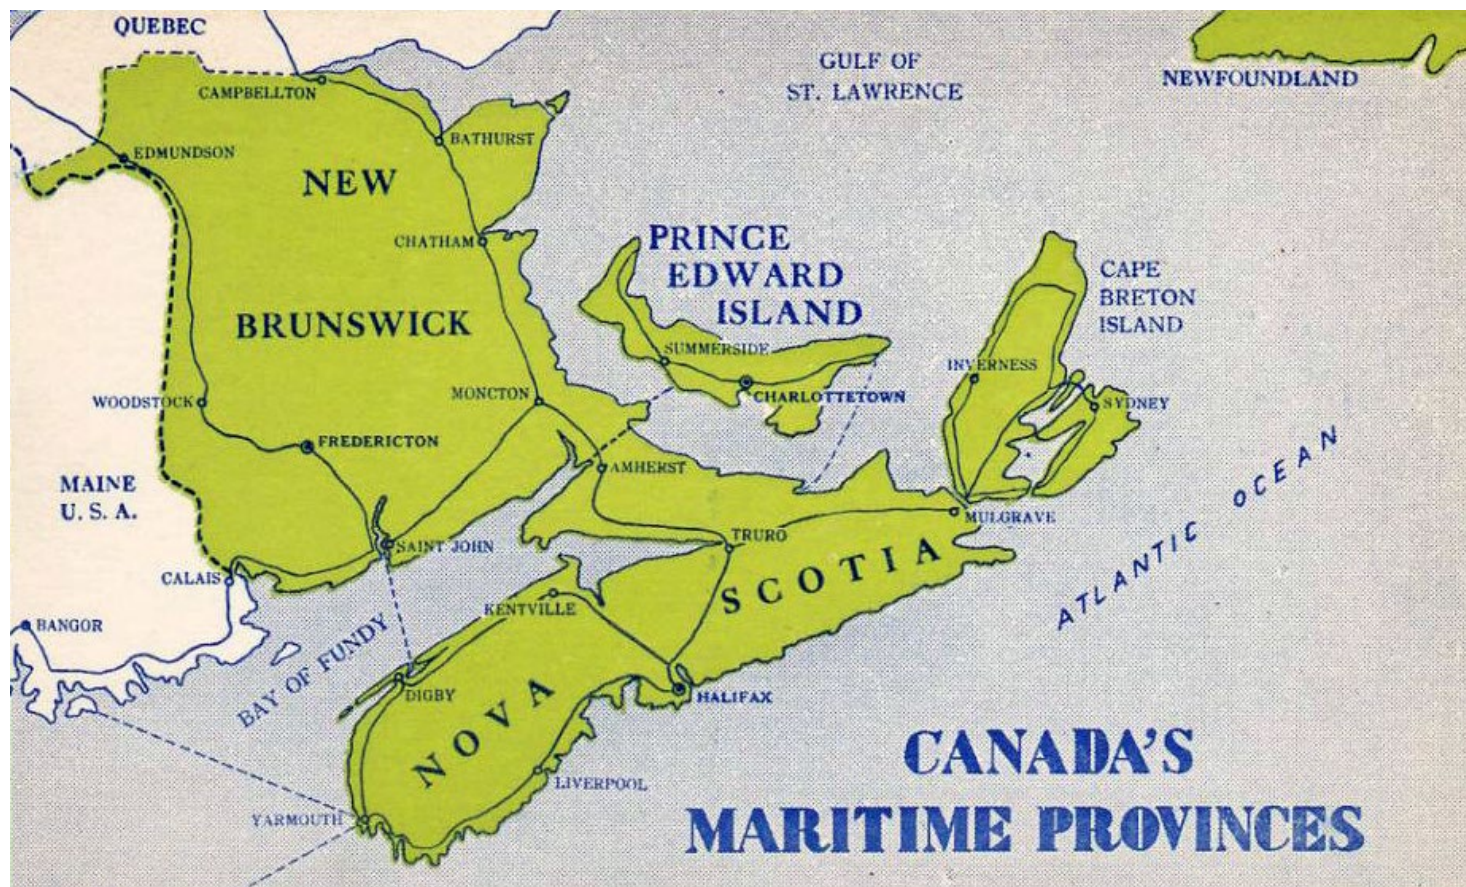 QUEBEC
GULF OF
ST. LAWRENCE
NEWFOUNDLAND
CAMPBELLTON
BATHURST
EDMUNDSON
NEW
BRUNSWICK
CHATHAM
PRINCE
EDWARD
ISLAND
CAPE
BRETON
ISLAND
SUMMERSIDE
INVERNESS
MONCTON
CHARLOTTETOWN
SYDNEY
WOODSTOCK
FREDERICTON
AMHERST
MAINE
U. S. A.
ATLANTIC OCEAN
MULGRAVE
TRURO
SAINT JOHN
CALAIS
NOVA SCOTIA
KENTVILLE
BANGOR
BAY OF FUNDY
DIGBY
HALIFAX
LIVERPOOL
YARMOUTH
CANADA'S
MARITIME PROVINCES